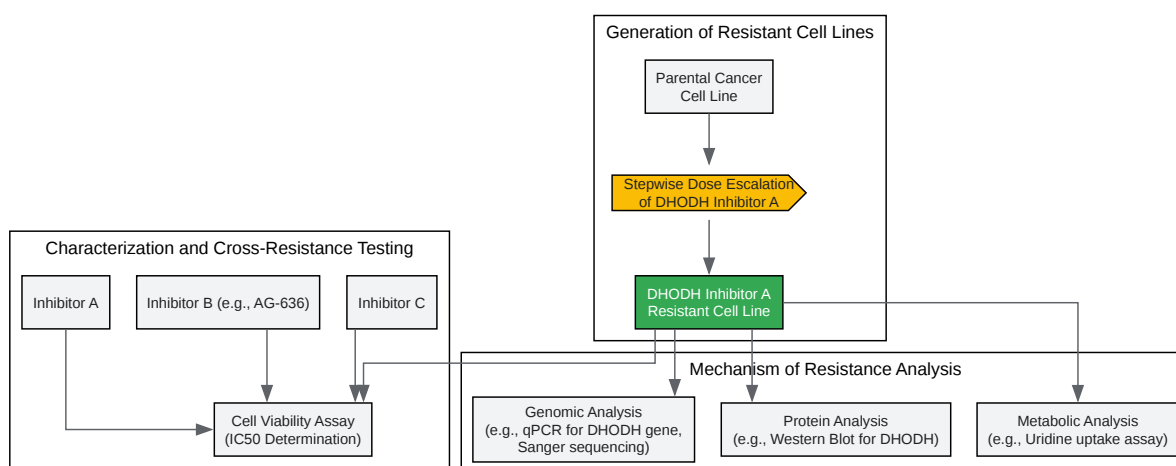 Generation of Resistant Cell Lines
Parental Cancer
Cell Line
Stepwise Dose Escalation
of DHODH Inhibitor A
DHODH Inhibitor A
Resistant Cell Line
Characterization and Cross-Resistance Testing
Inhibitor A
Inhibitor B (e.g., AG-636)
Inhibitor C
Cell Viability Assay
(IC50 Determination)
Mechanism of Resistance Analysis
Genomic Analysis
(e.g., qPCR for DHODH gene,
Sanger sequencing)
Protein Analysis
(e.g., Western Blot for DHODH)
Metabolic Analysis
(e.g., Uridine uptake assay)